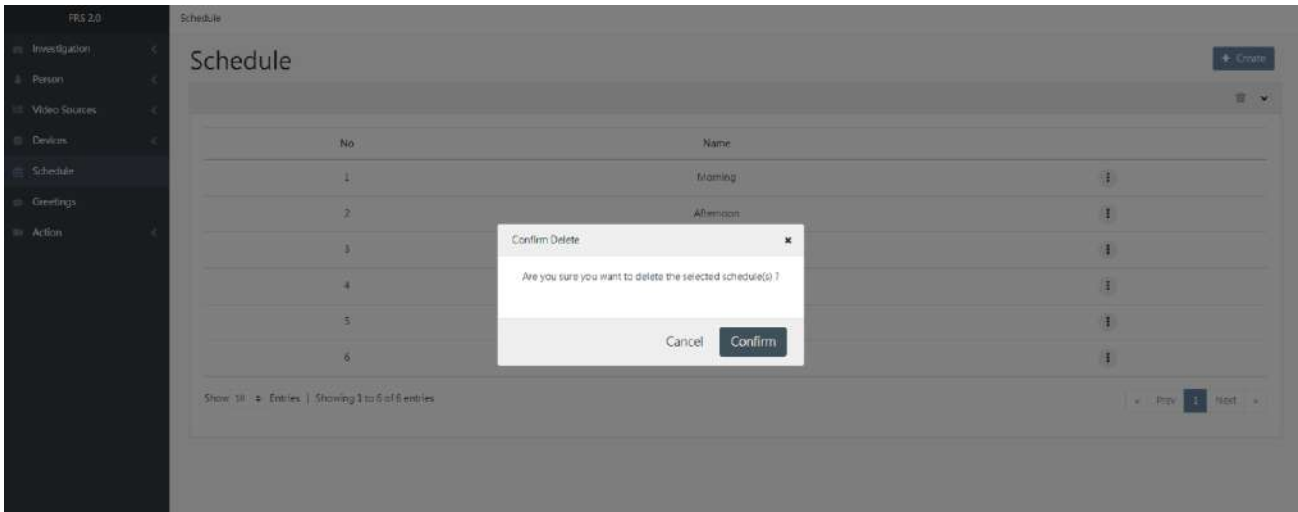 FRS 2.0
Schedule
Investigation
Person
Video Sources
Devices
Schedule
Greetings
Action
Schedule
+ Create
No Name
1 Morning
2 Afternoon
3
4
5
6
Confirm Delete
Are you sure you want to delete the selected schedule(s) ?
Cancel Confirm
Show 10 Entries | Showing 1 to 6 of 6 entries
« Prev 1 Next »